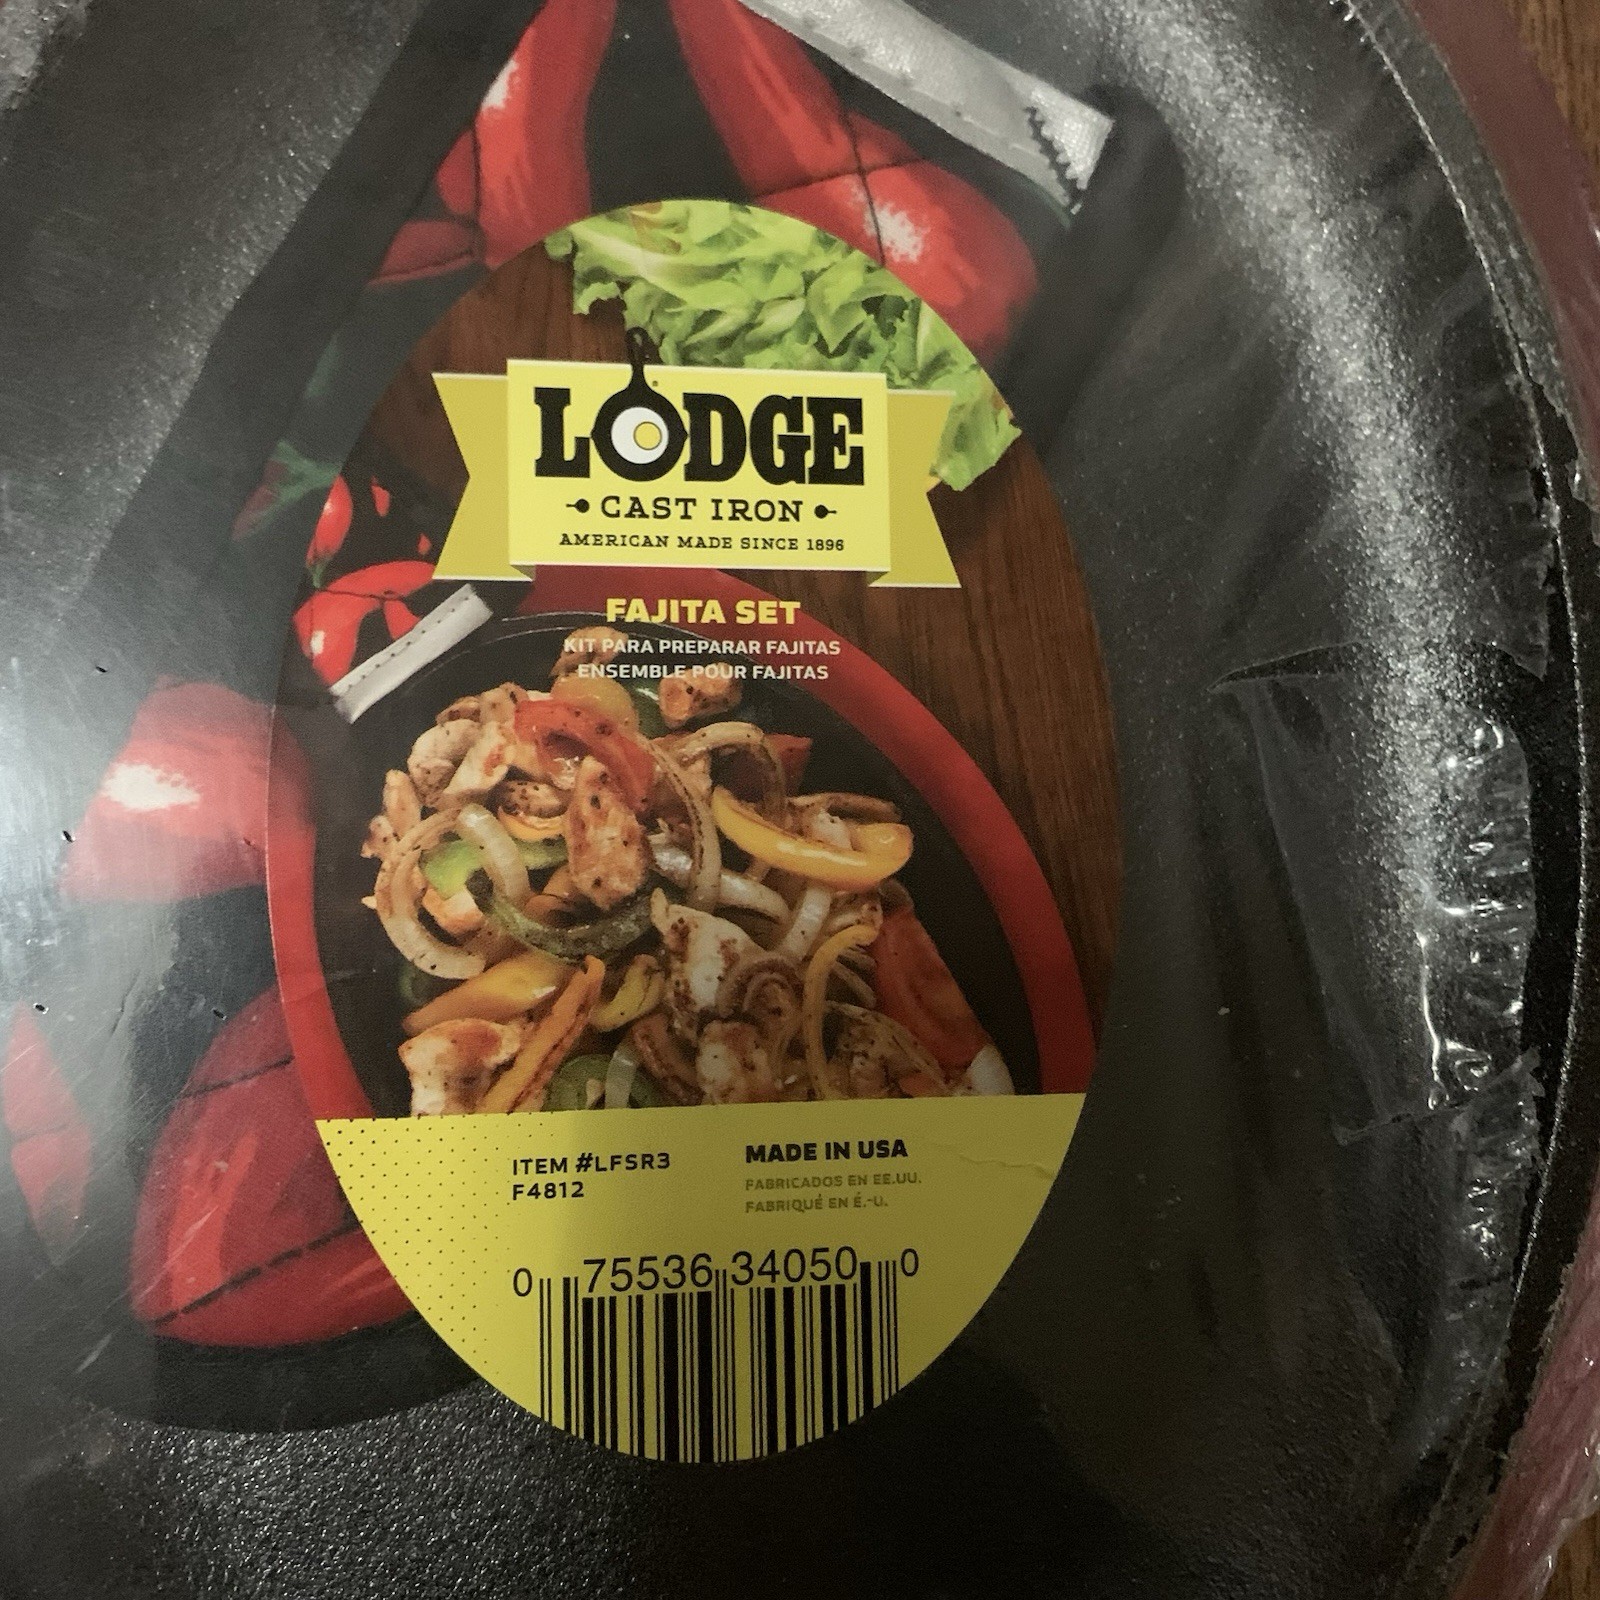 LODGE
CAST IRON
AMERICAN MADE SINCE 1896
FAJITA SET
KIT PARA PREPARAR FAJITAS
ENSEMBLE POUR FAJITAS
ITEM #LFSR3
F4812
MADE IN USA
FABRICADOS EN EE.UU.
FABRIQUÉ EN É.-U.
0 75536 34050 0